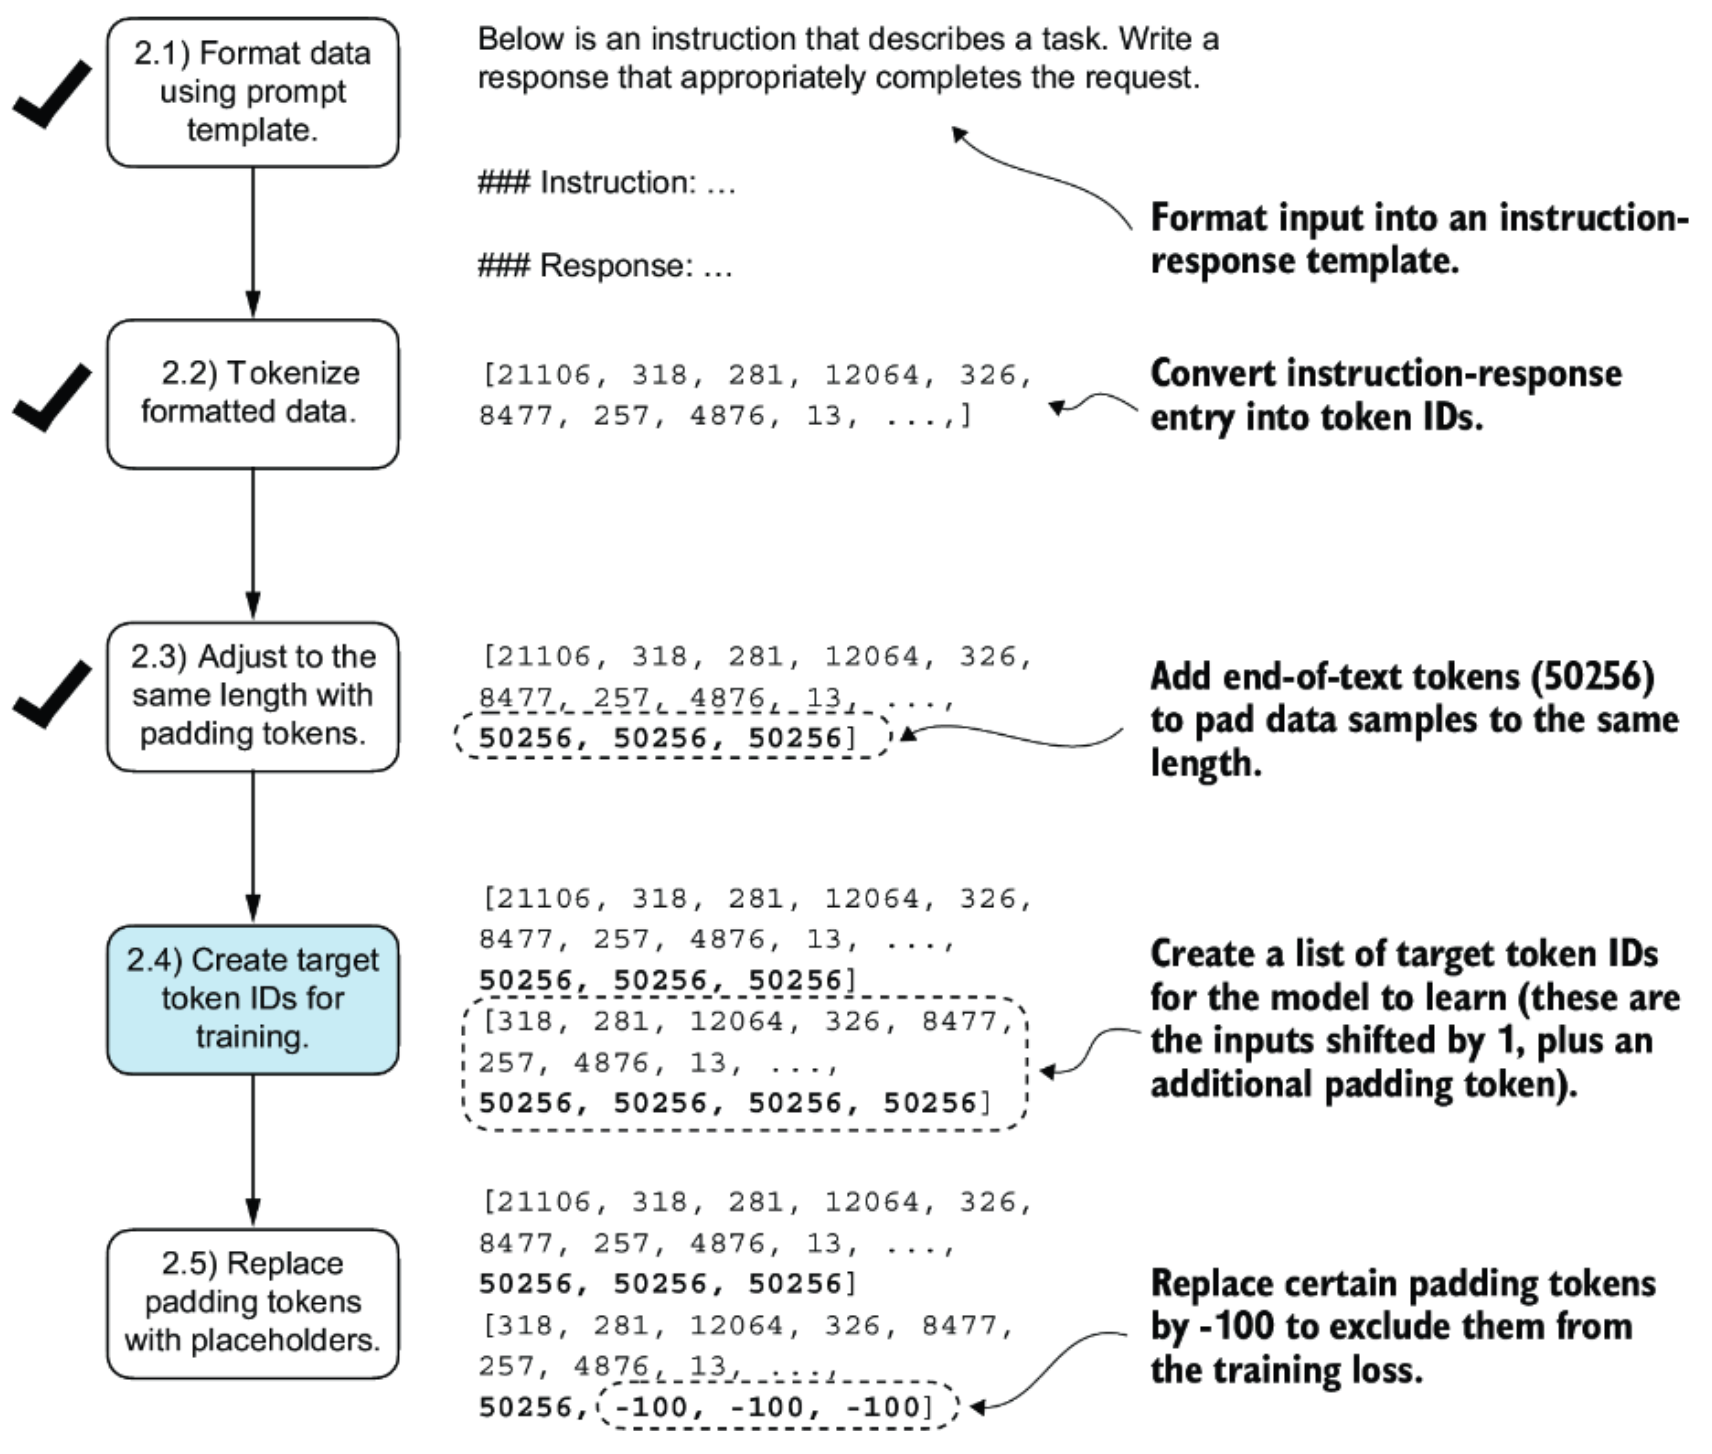 2.1) Format data
using prompt
template.
Below is an instruction that describes a task. Write a
response that appropriately completes the request.
### Instruction: …
### Response: …
Format input into an instruction-
response template.
2.2) Tokenize
formatted data.
[21106, 318, 281, 12064, 326,
8477, 257, 4876, 13, ...,]
Convert instruction-response
entry into token IDs.
2.3) Adjust to the
same length with
padding tokens.
[21106, 318, 281, 12064, 326,
8477, 257, 4876, 13, ...,
50256, 50256, 50256]
Add end-of-text tokens (50256)
to pad data samples to the same
length.
2.4) Create target
token IDs for
training.
[21106, 318, 281, 12064, 326,
8477, 257, 4876, 13, ...,
50256, 50256, 50256]
[318, 281, 12064, 326, 8477,
257, 4876, 13, ...,
50256, 50256, 50256, 50256]
Create a list of target token IDs
for the model to learn (these are
the inputs shifted by 1, plus an
additional padding token).
2.5) Replace
padding tokens
with placeholders.
[21106, 318, 281, 12064, 326,
8477, 257, 4876, 13, ...,
50256, 50256, 50256]
[318, 281, 12064, 326, 8477,
257, 4876, 13, ...,
50256, -100, -100, -100]
Replace certain padding tokens
by -100 to exclude them from
the training loss.